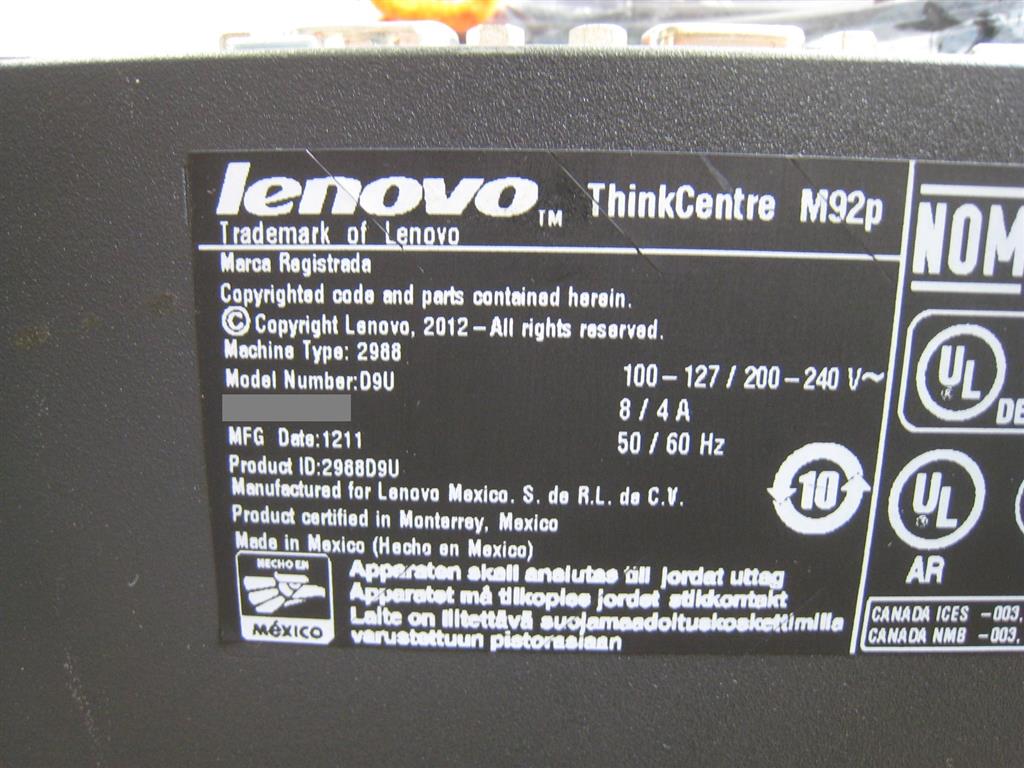 lenovo TM ThinkCentre M92p
Trademark of Lenovo
Marca Registrada
Copyrighted code and parts contained herein.
© Copyright Lenovo, 2012 – All rights reserved.
Machine Type: 2988
Model Number:D9U
100 – 127 / 200 – 240 V~
8 / 4 A
MFG Date:1211
50 / 60 Hz
Product ID:2988D9U
Manufactured for Lenovo Mexico. S. de R.L. de C.V.
Product certified in Monterrey, Mexico
Made in Mexico (Hecho en Mexico)
10
HECHO EN
MéXICO
Apparaten skall anslutas till jordat uttag
Apparatet må tilkoples jordet stikkontakt
Laite on liitettävä suojamaadoituskoskettimilla
varustettuun pistorasiaan
NOM
UL
DE
UL
AR
CANADA ICES -003,
CANADA NMB -003,